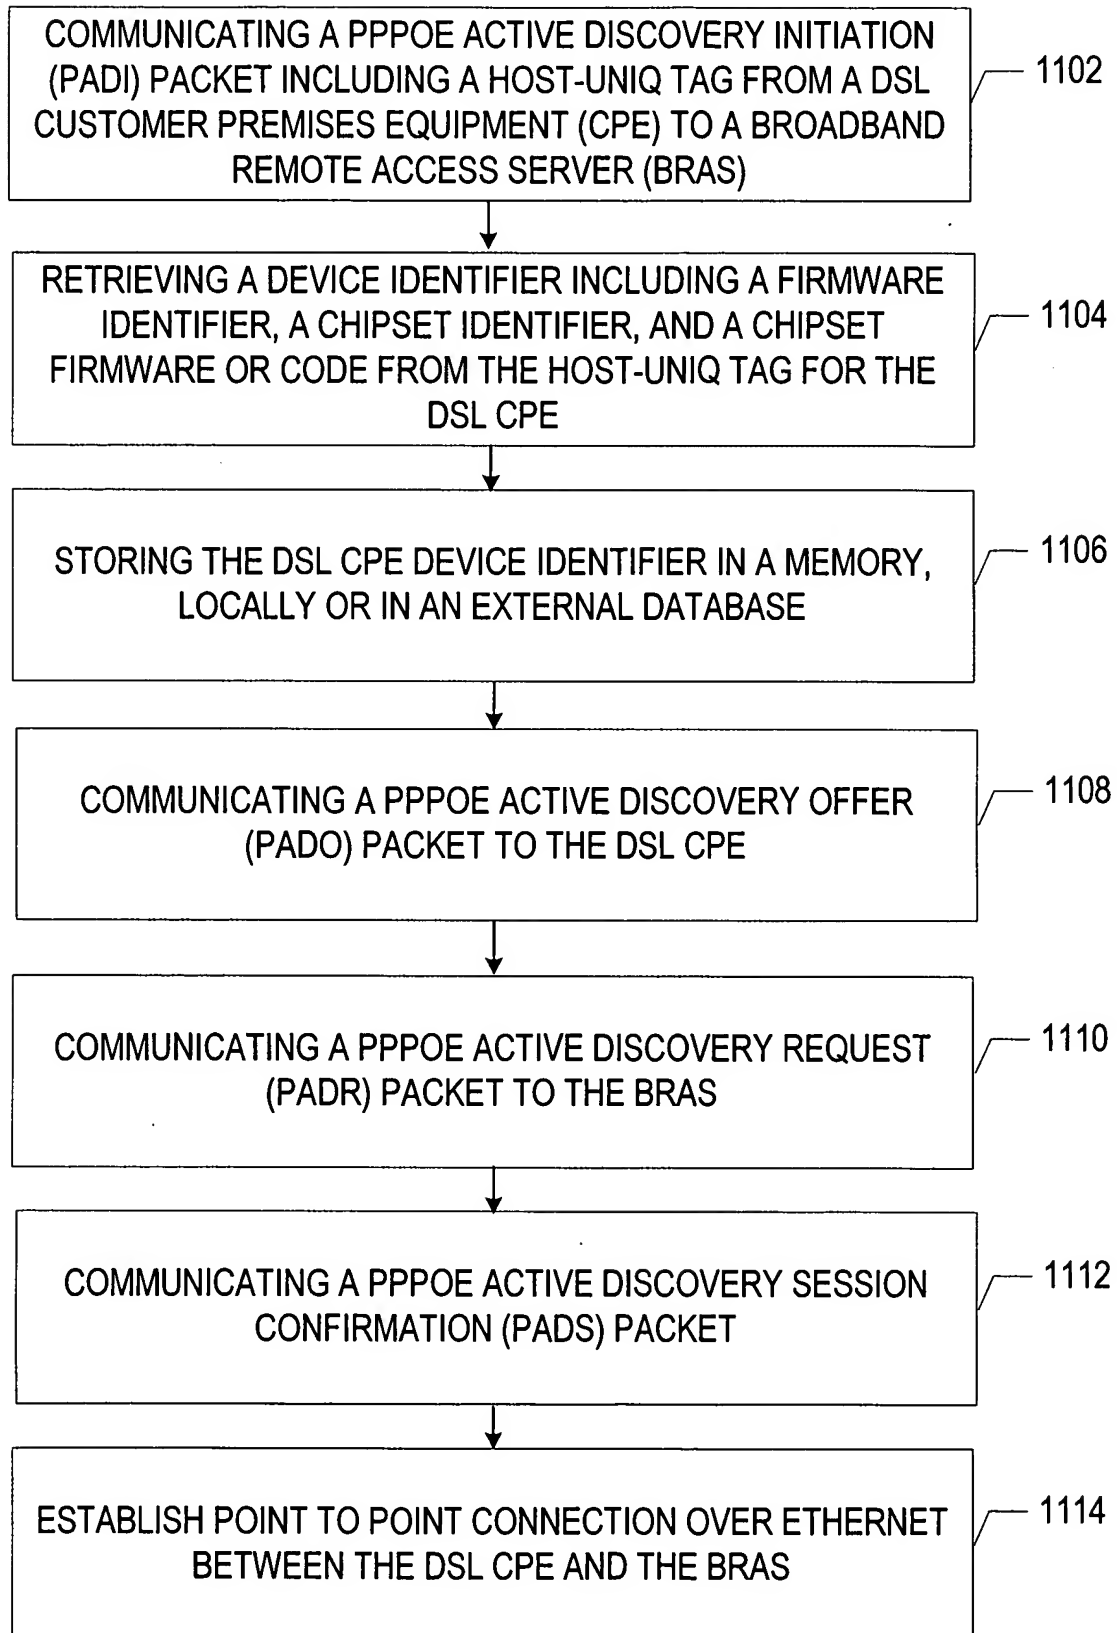 COMMUNICATING A PPPOE ACTIVE DISCOVERY INITIATION
(PADI) PACKET INCLUDING A HOST-UNIQ TAG FROM A DSL
CUSTOMER PREMISES EQUIPMENT (CPE) TO A BROADBAND
REMOTE ACCESS SERVER (BRAS)
1102
RETRIEVING A DEVICE IDENTIFIER INCLUDING A FIRMWARE
IDENTIFIER, A CHIPSET IDENTIFIER, AND A CHIPSET
FIRMWARE OR CODE FROM THE HOST-UNIQ TAG FOR THE
DSL CPE
1104
STORING THE DSL CPE DEVICE IDENTIFIER IN A MEMORY,
LOCALLY OR IN AN EXTERNAL DATABASE
1106
COMMUNICATING A PPPOE ACTIVE DISCOVERY OFFER
(PADO) PACKET TO THE DSL CPE
1108
COMMUNICATING A PPPOE ACTIVE DISCOVERY REQUEST
(PADR) PACKET TO THE BRAS
1110
COMMUNICATING A PPPOE ACTIVE DISCOVERY SESSION
CONFIRMATION (PADS) PACKET
1112
ESTABLISH POINT TO POINT CONNECTION OVER ETHERNET
BETWEEN THE DSL CPE AND THE BRAS
1114